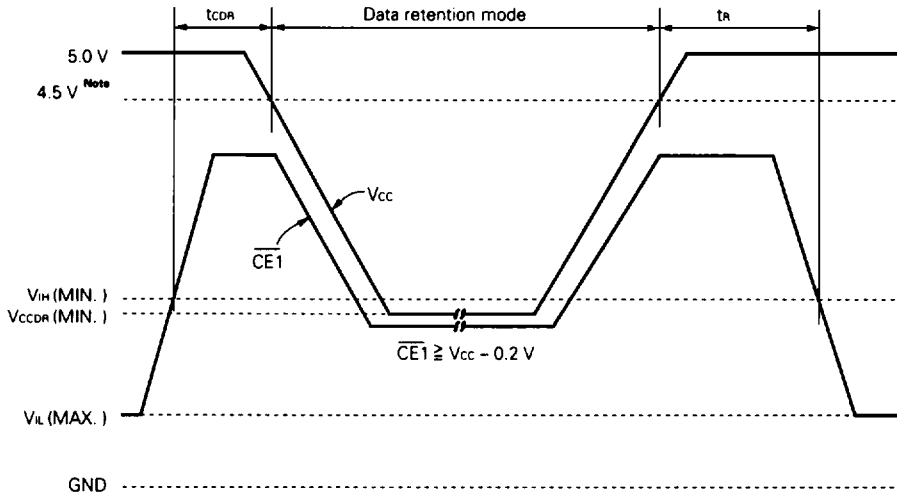 tCDR
Data retention mode
tR
5.0 V
4.5 V Note
VCC
CE1
VIH (MIN.)
VCCDR (MIN.)
CE1 ≧ VCC – 0.2 V
VIL (MAX.)
GND